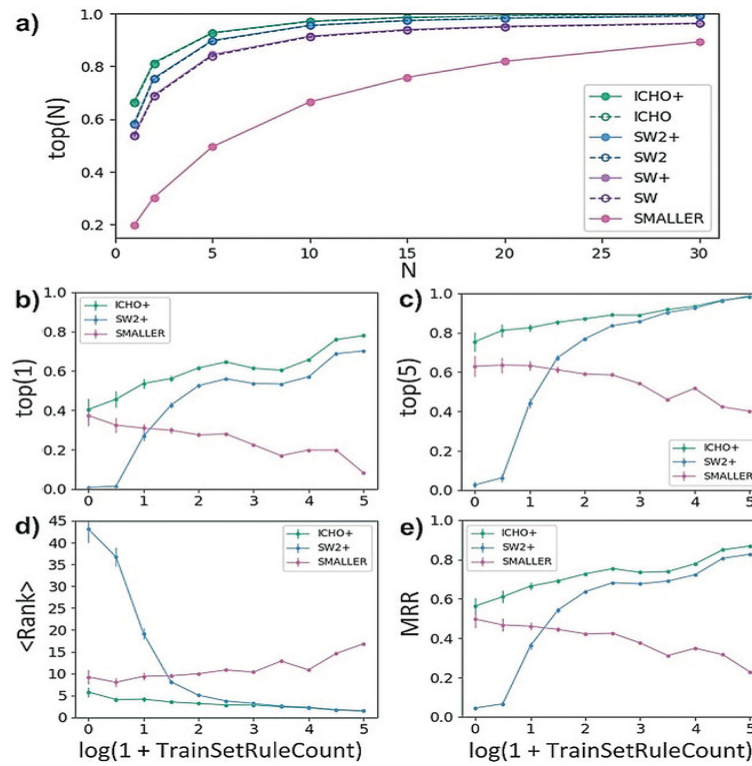 a)
top(N)
1.0
0.8
0.6
0.4
0.2
0
5
10
15
20
25
30
N
ICHO+
ICHO
SW2+
SW2
SW+
SW
SMALLER
b)
top(1)
1.0
0.8
0.6
0.4
0.2
0.0
0
1
2
3
4
5
ICHO+
SW2+
SMALLER
c)
top(5)
1.0
0.8
0.6
0.4
0.2
0.0
0
1
2
3
4
5
ICHO+
SW2+
SMALLER
d)
<Rank>
45
40
35
30
25
20
15
10
5
0
0
1
2
3
4
5
log(1 + TrainSetRuleCount)
ICHO+
SW2+
SMALLER
e)
MRR
1.0
0.8
0.6
0.4
0.2
0.0
0
1
2
3
4
5
log(1 + TrainSetRuleCount)
ICHO+
SW2+
SMALLER